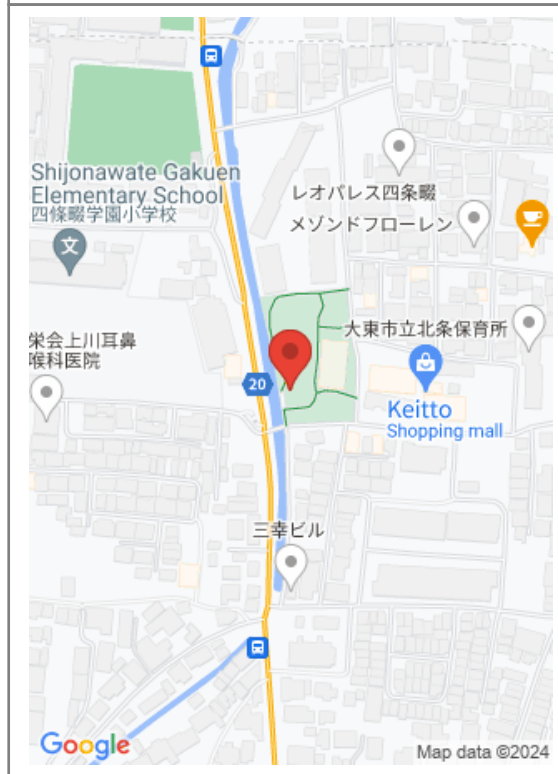 Shijonawate Gakuen
Elementary School
四條畷学園小学校
文
レオパレス四条畷
メゾンドフローレン
大東市立北条保育所
栄会上川耳鼻
喉科医院
20
Keitto
Shopping mall
三幸ビル
Google
Map data ©2024